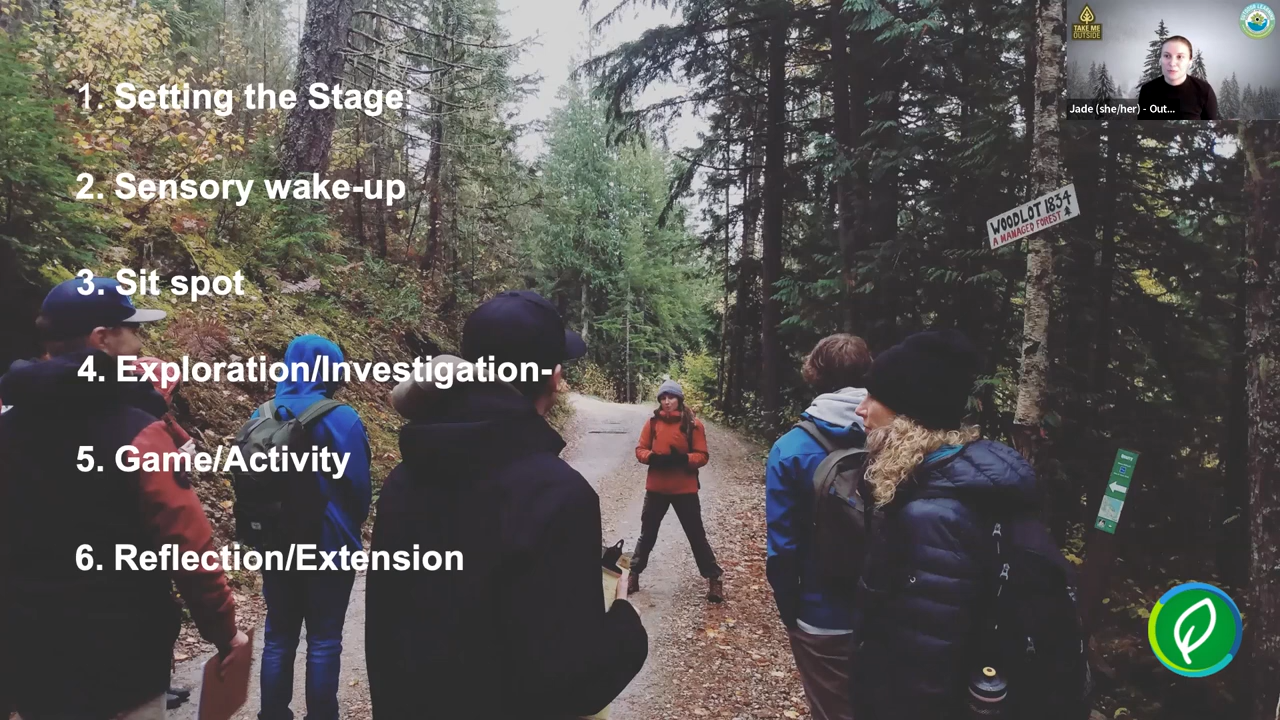 1. Setting the Stage:
2. Sensory wake-up
3. Sit spot
4. Exploration/Investigation-
5. Game/Activity
6. Reflection/Extension
TAKE ME
OUTSIDE
Jade (she/her) - Out...
WOODLOT 1834
A MANAGED FOREST